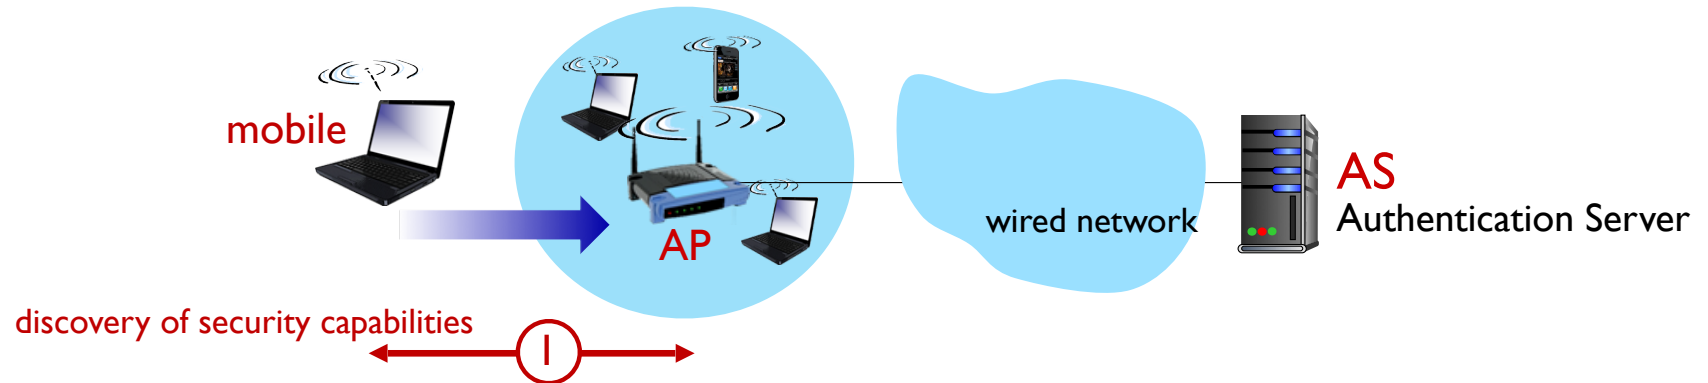 mobile
AP
wired network
AS
Authentication Server
discovery of security capabilities
1